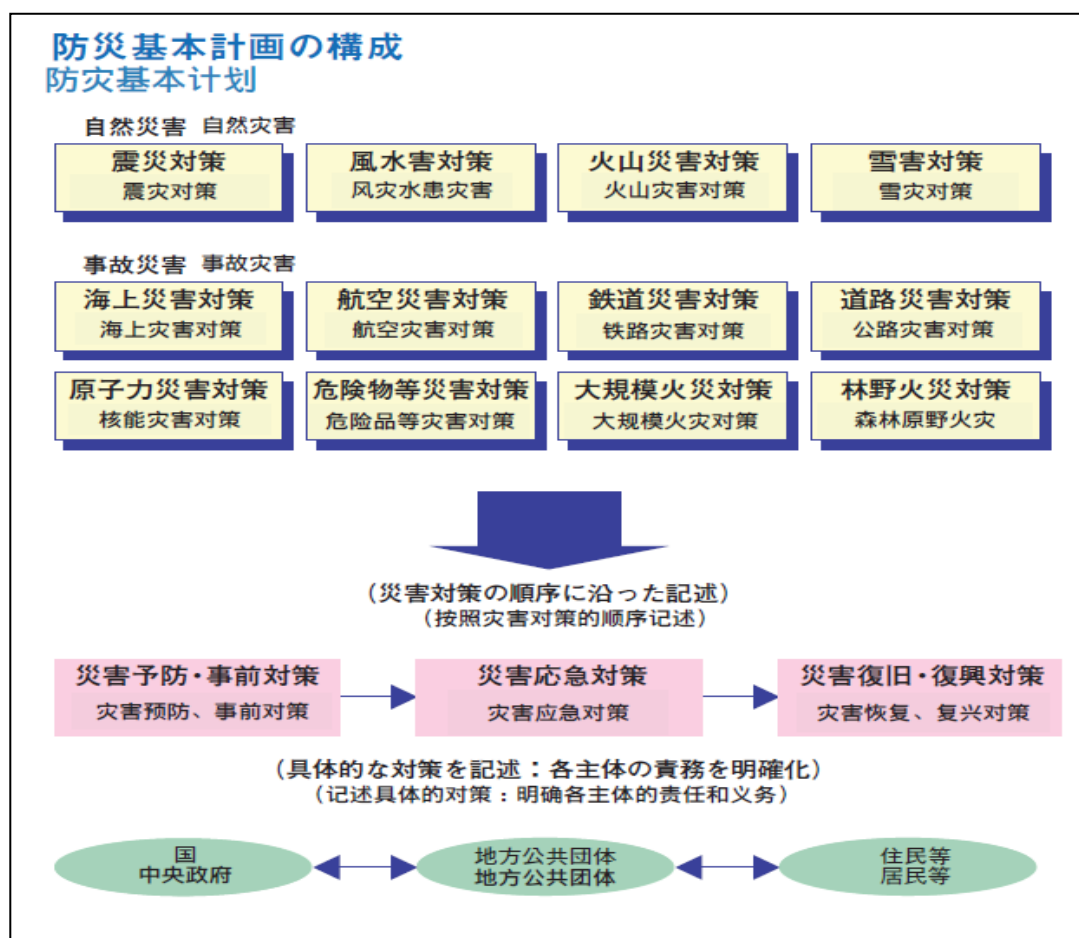 防災基本計画の構成
防灾基本计划
自然災害 自然灾害
震災対策
震灾对策
風水害対策
风灾水患灾害
火山災害対策
火山灾害对策
雪害対策
雪灾对策
事故災害 事故灾害
海上災害対策
海上灾害对策
航空災害対策
航空灾害对策
鉄道災害対策
铁路灾害对策
道路災害対策
公路灾害对策
原子力災害対策
核能灾害对策
危険物等災害対策
危险品等灾害对策
大規模火災対策
大规模火灾对策
林野火災対策
森林原野火灾
(災害対策の順序に沿った記述)
(按照灾害对策的顺序记述)
災害予防・事前対策
灾害预防、事前对策
災害応急対策
灾害应急对策
災害復旧・復興対策
灾害恢复、复兴对策
(具体的な対策を記述：各主体の責務を明確化)
(记述具体的对策：明确各主体的责任和义务)
国
中央政府
地方公共団体
地方公共团体
住民等
居民等